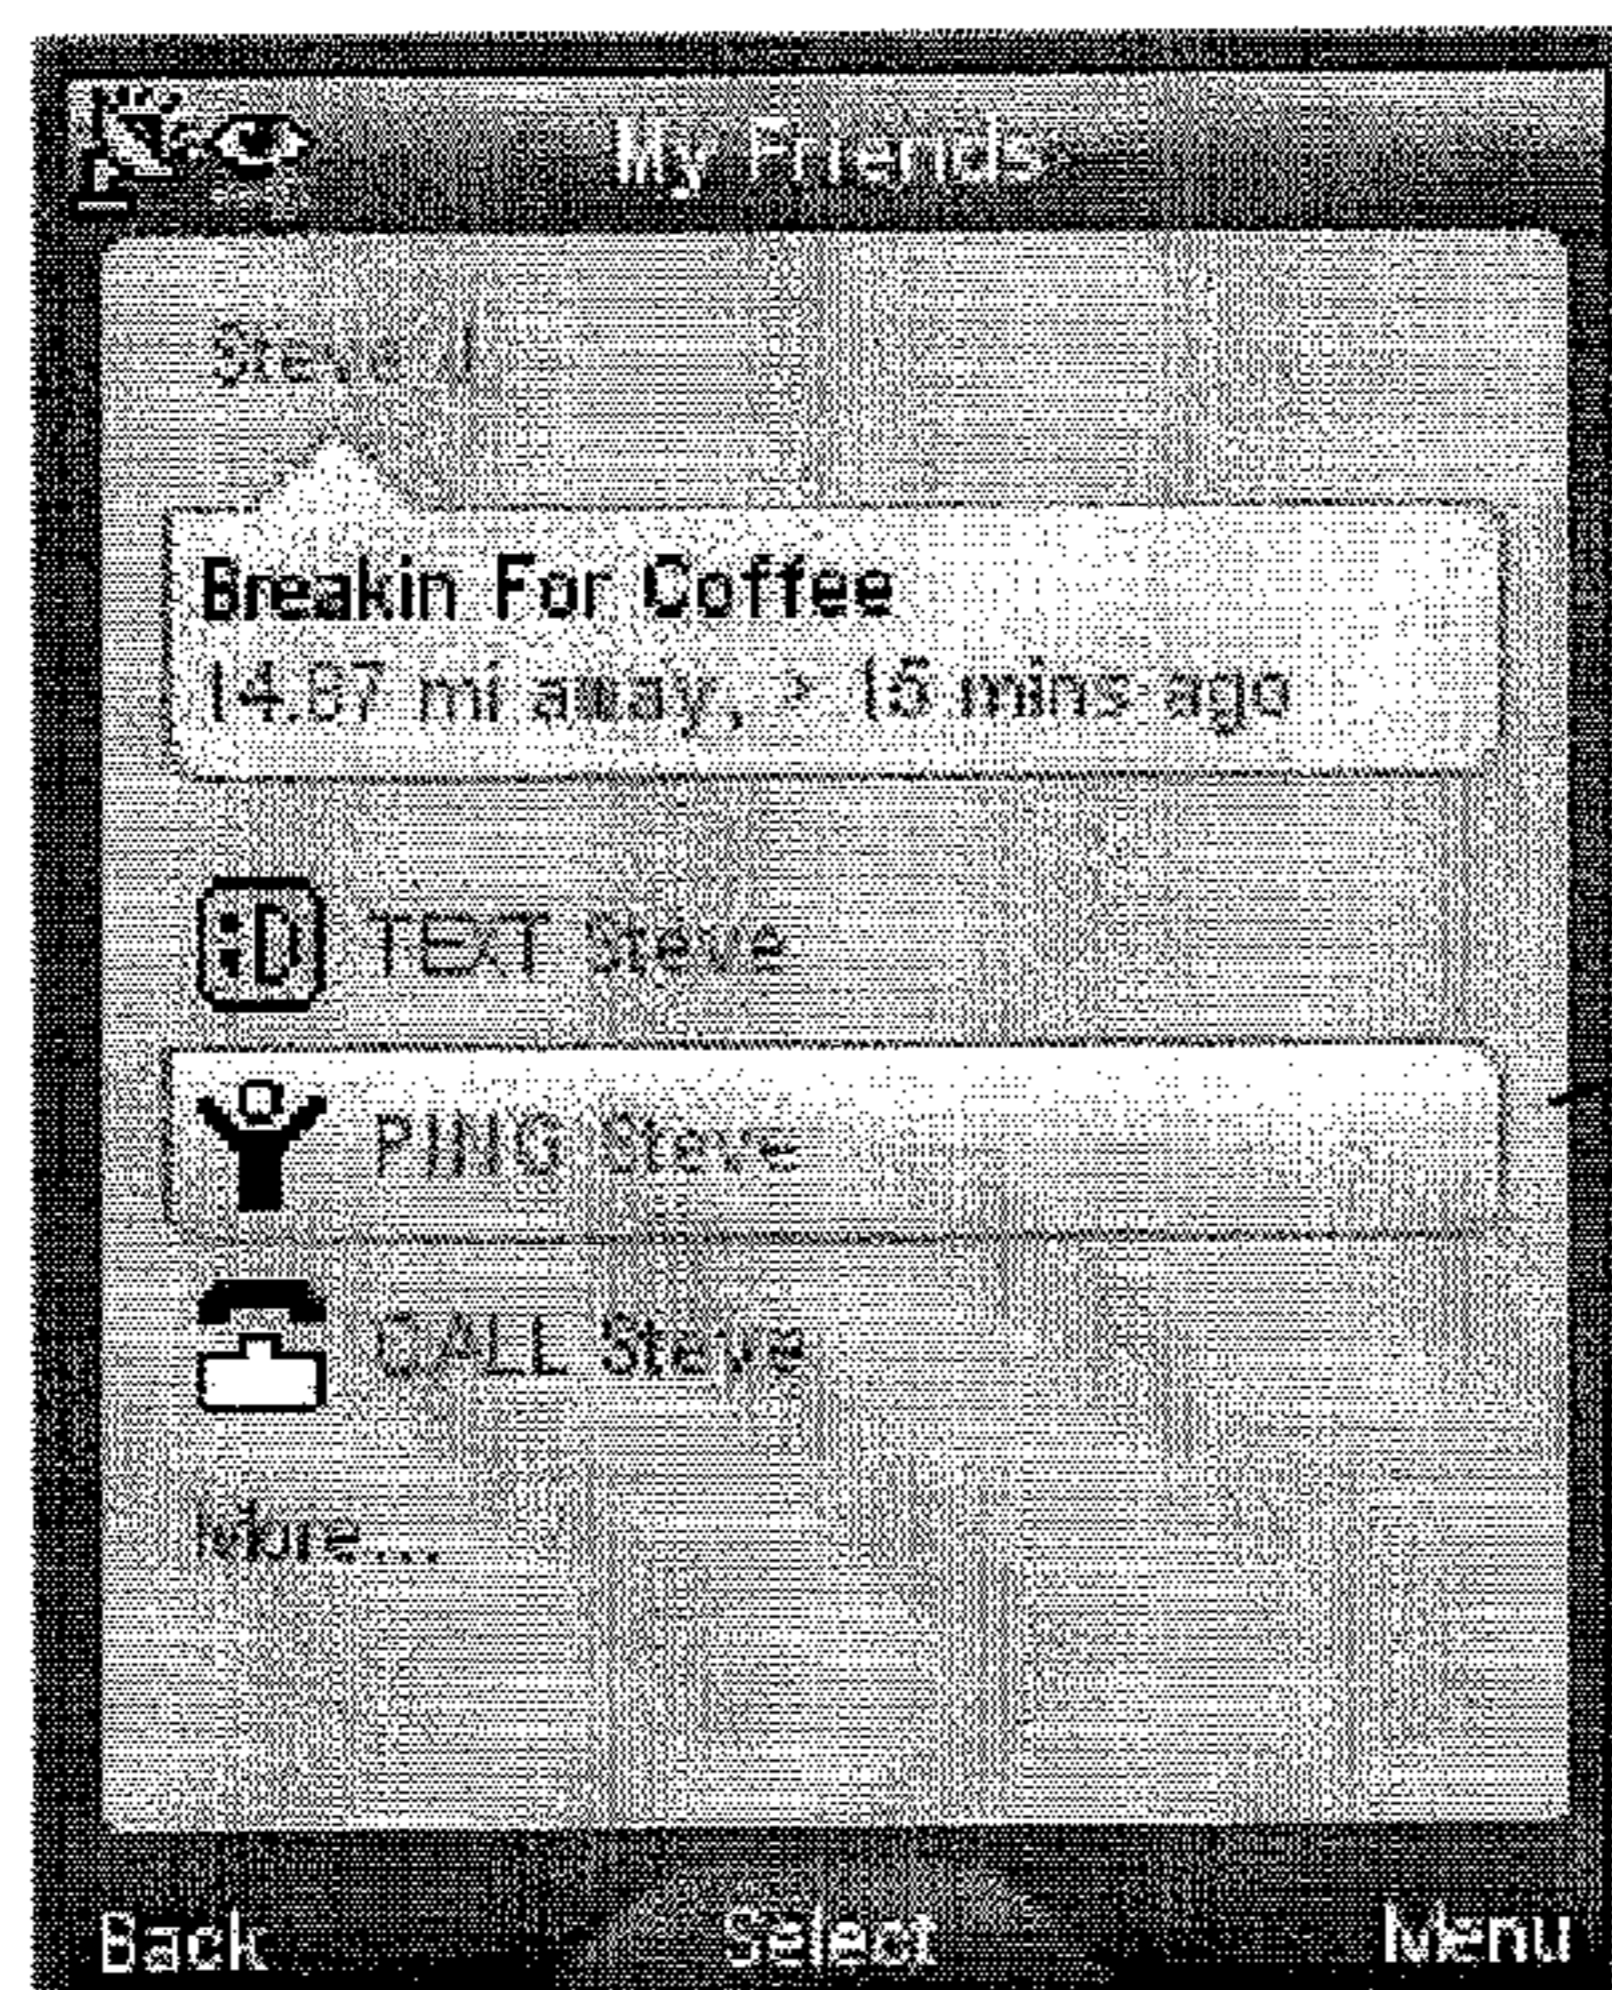 My Friends
Steve
Breakin For Coffee
14.87 mi away, > 15 mins ago
:D TEXT Steve
PING Steve
CALL Steve
More...
Back Select Menu